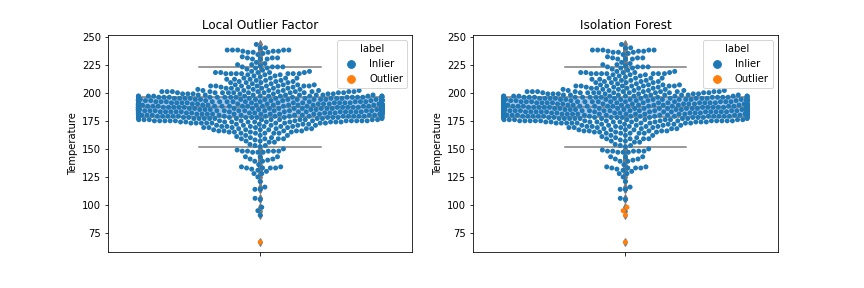 Local Outlier Factor
250
225
200
175
150
125
100
75
Temperature
label
Inlier
Outlier
Isolation Forest
250
225
200
175
150
125
100
75
Temperature
label
Inlier
Outlier